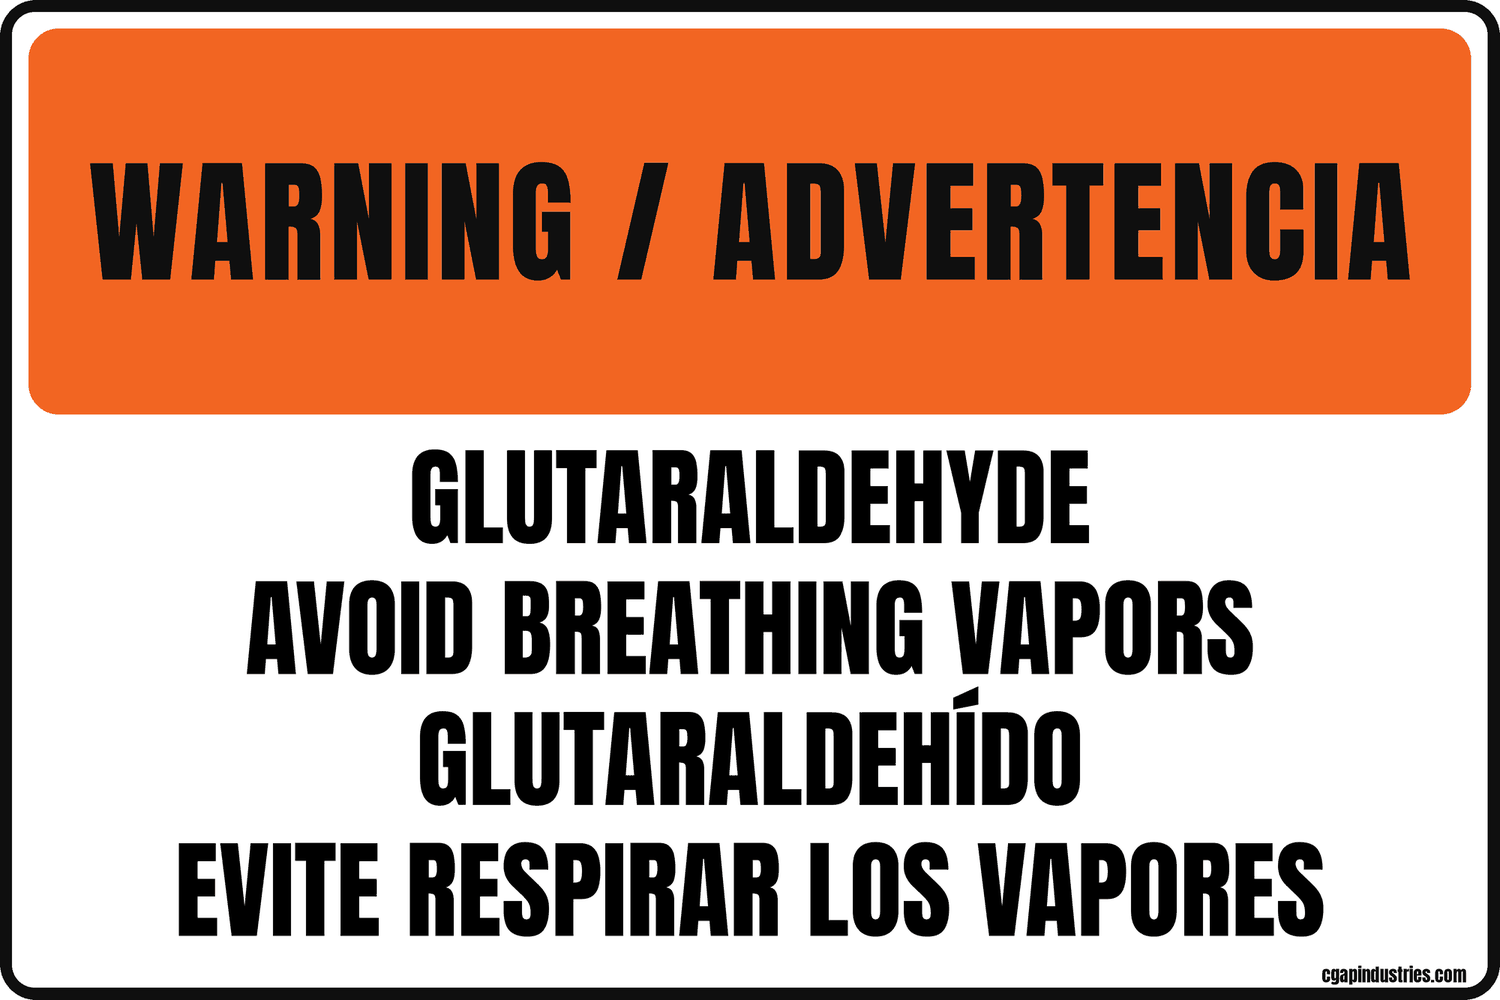 WARNING / ADVERTENCIA
GLUTARALDEHYDE
AVOID BREATHING VAPORS
GLUTARALDEHÍDO
EVITE RESPIRAR LOS VAPORES
cgapindustries.com